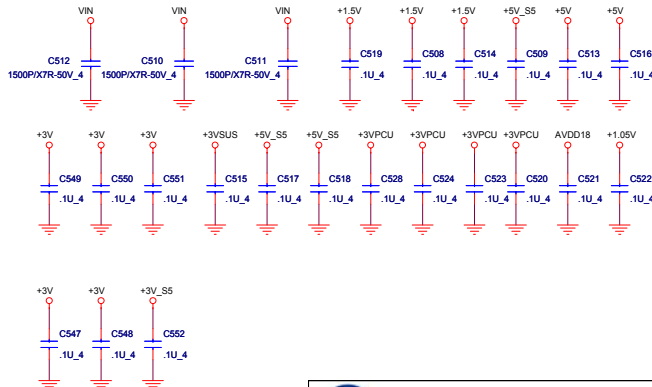 VIN VIN VIN +1.5V +1.5V +1.5V +5V_S5 +5V +5V
C512 C510 C511 C519 C508 C514 C509 C513 C516
1500P/X7R-50V_4 1500P/X7R-50V_4 1500P/X7R-50V_4 .1U_4 .1U_4 .1U_4 .1U_4 .1U_4 .1U_4
+3V +3V +3V +3VSUS +5V_S5 +5V_S5 +3VPCU +3VPCU +3VPCU +3VPCU AVDD18 +1.05V
C549 C550 C551 C515 C517 C518 C528 C524 C523 C520 C521 C522
.1U_4 .1U_4 .1U_4 .1U_4 .1U_4 .1U_4 .1U_4 .1U_4 .1U_4 .1U_4 .1U_4 .1U_4
+3V +3V +3V_S5
C547 C548 C552
.1U_4 .1U_4 .1U_4